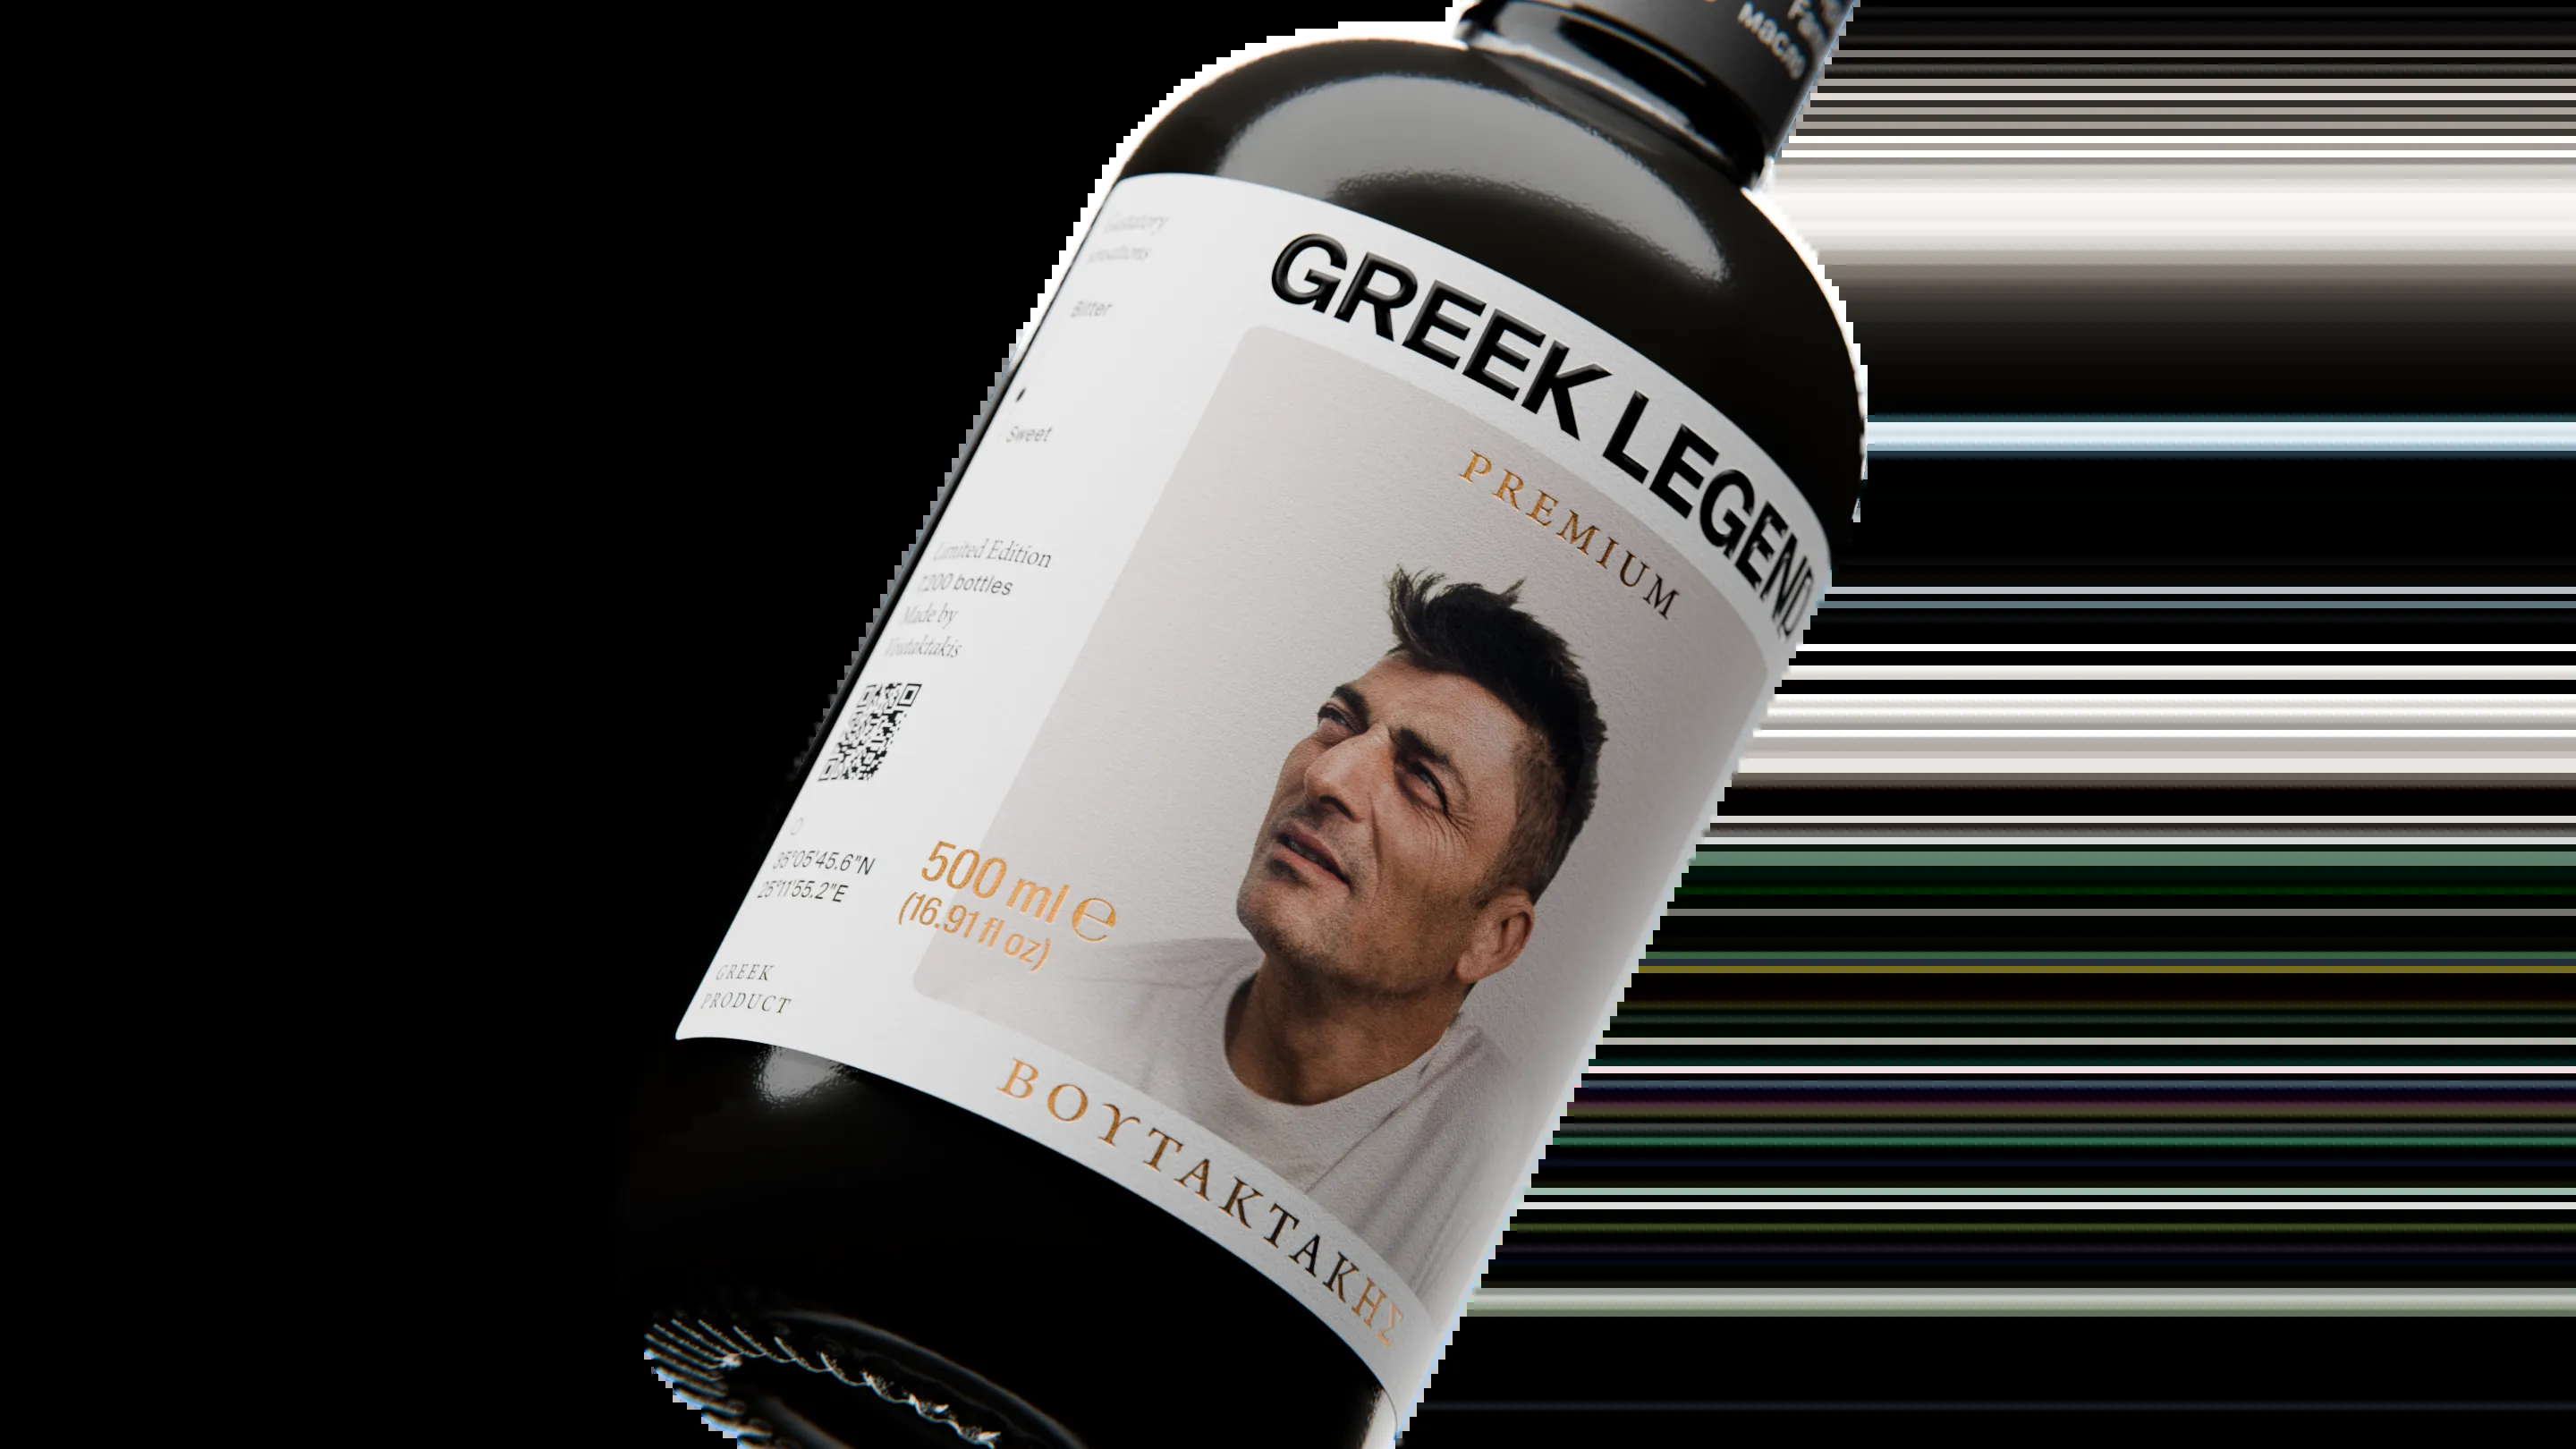 GREEK LEGEND
PREMIUM
Bitter
Sweet
Limited Edition
1200 bottles
Made by
Voutaktakis
35°05'45.6"N
25°11'55.2"E
500 ml ℮
(16.91 fl oz)
GREEK
PRODUCT
ΒΟΥΤΑΚΤΑΚΗΣ